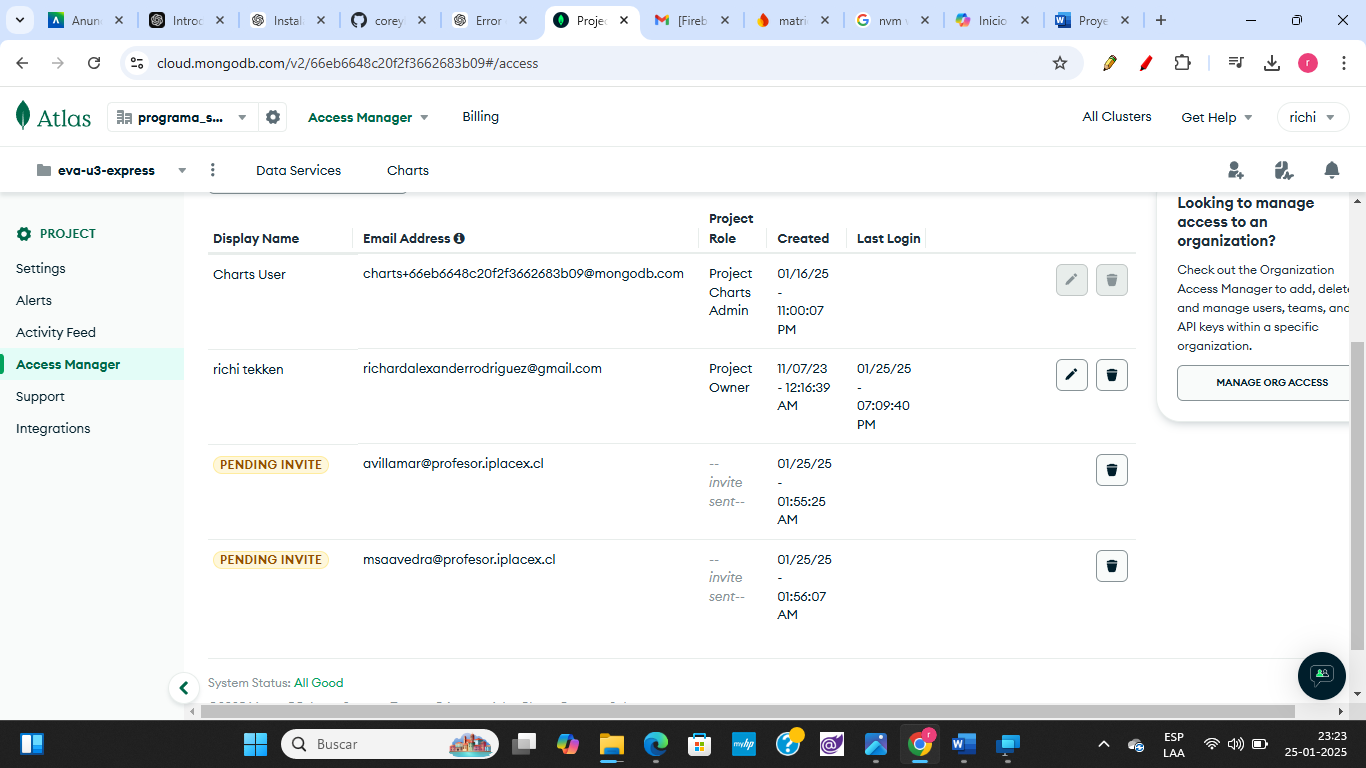 Anun
Introd
Instal
corey
Error
Projec
[Fireb
matri
nvm
Inicio
Proye
cloud.mongodb.com/v2/66eb6648c20f2f3662683b09#/access
r
Atlas
programa_s...
Access Manager
Billing
All Clusters
Get Help
richi
eva-u3-express
Data Services
Charts
PROJECT
Settings
Alerts
Activity Feed
Access Manager
Support
Integrations
Display Name
Email Address
Project
Role
Created
Last Login
Charts User
charts+66eb6648c20f2f3662683b09@mongodb.com
Project
Charts
Admin
01/16/25
-
11:00:07
PM
richi tekken
richardalexanderrodriguez@gmail.com
Project
Owner
11/07/23
- 12:16:39
AM
01/25/25
-
07:09:40
PM
PENDING INVITE
avillamar@profesor.iplacex.cl
--
invite
sent--
01/25/25
-
01:55:25
AM
PENDING INVITE
msaavedra@profesor.iplacex.cl
--
invite
sent--
01/25/25
-
01:56:07
AM
Looking to manage
access to an
organization?
Check out the Organization
Access Manager to add, delete
and manage users, teams, and
API keys within a specific
organization.
MANAGE ORG ACCESS
System Status: All Good
Buscar
myhp
r
ESP
LAA
23:23
25-01-2025